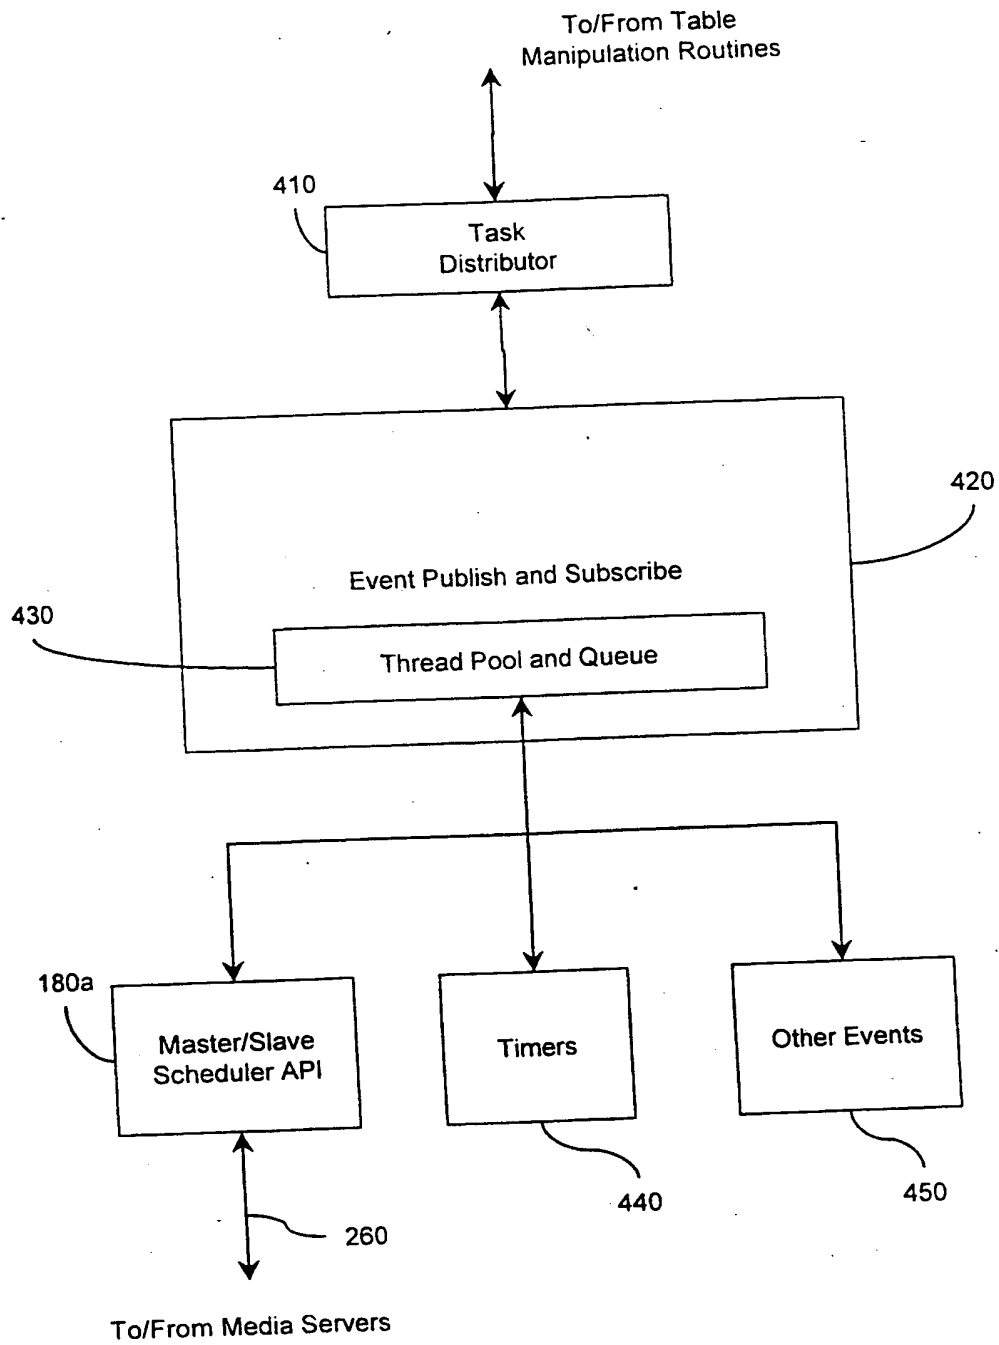 To/From Table
Manipulation Routines
410
Task
Distributor
420
Event Publish and Subscribe
430
Thread Pool and Queue
180a
Master/Slave
Scheduler API
Timers
Other Events
440
450
260
To/From Media Servers